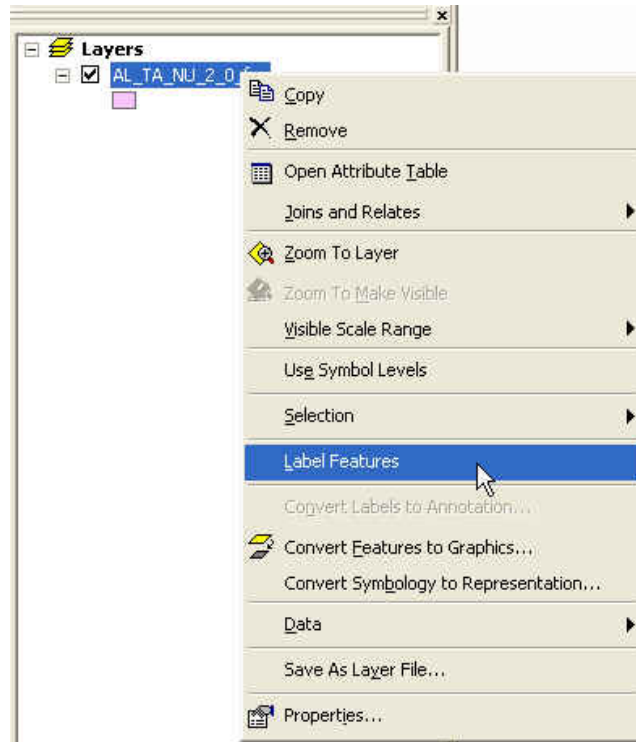 Layers
AL_TA_NU_2_0
Copy
Remove
Open Attribute Table
Joins and Relates
Zoom To Layer
Zoom To Make Visible
Visible Scale Range
Use Symbol Levels
Selection
Label Features
Convert Labels to Annotation...
Convert Features to Graphics...
Convert Symbology to Representation...
Data
Save As Layer File...
Properties...